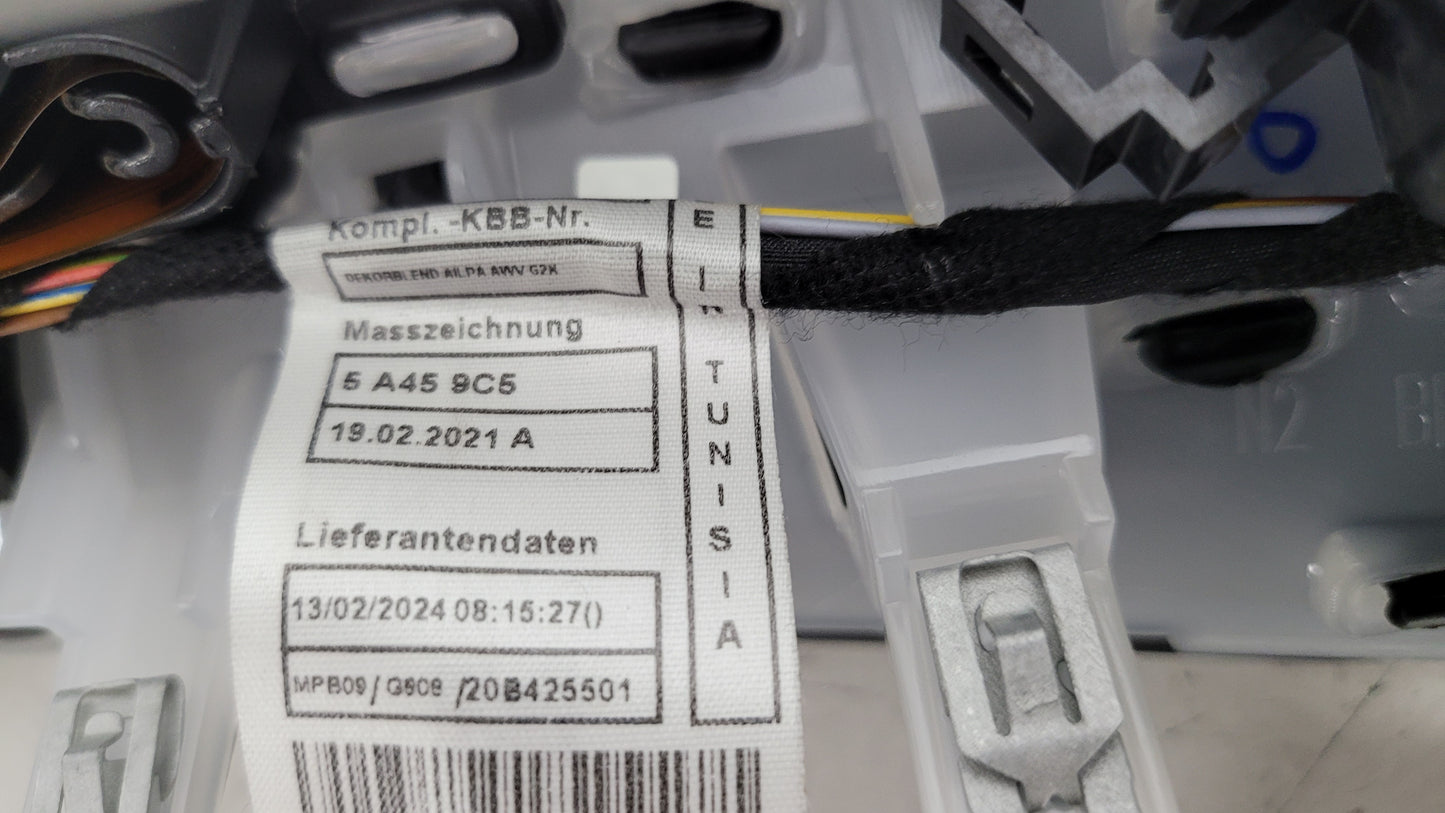 Kompl. -KBB-Nr.
DEKORBLEND AILPA AWV G2X
Masszeichnung
5 A45 9C5
19.02.2021 A
Lieferantendaten
13/02/2024 08:15:27()
MPB09/ /20B425501
E IN TUNISIA
N2